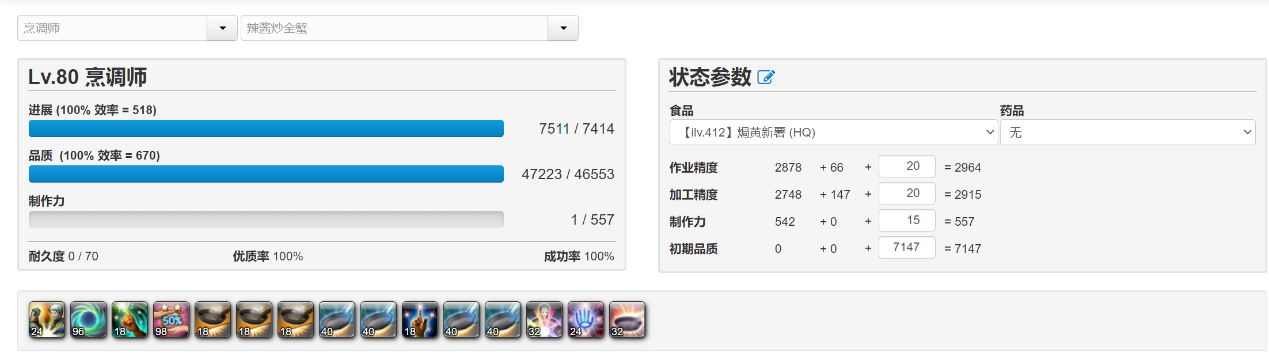 烹调师 辣酱炒全蟹
Lv.80 烹调师
进展 (100% 效率 = 518)
7511 / 7414
品质 (100% 效率 = 670)
47223 / 46553
制作力
1 / 557
耐久度 0 / 70 优质率 100% 成功率 100%
状态参数
食品 药品
【ilv.412】焗茼新署 (HQ) 无
作业精度 2878 + 66 + 20 = 2964
加工精度 2748 + 147 + 20 = 2915
制作力 542 + 0 + 15 = 557
初期品质 0 + 0 + 7147 = 7147
24 96 18 98 50% 18 18 18 40 40 18 40 40 32 24 32